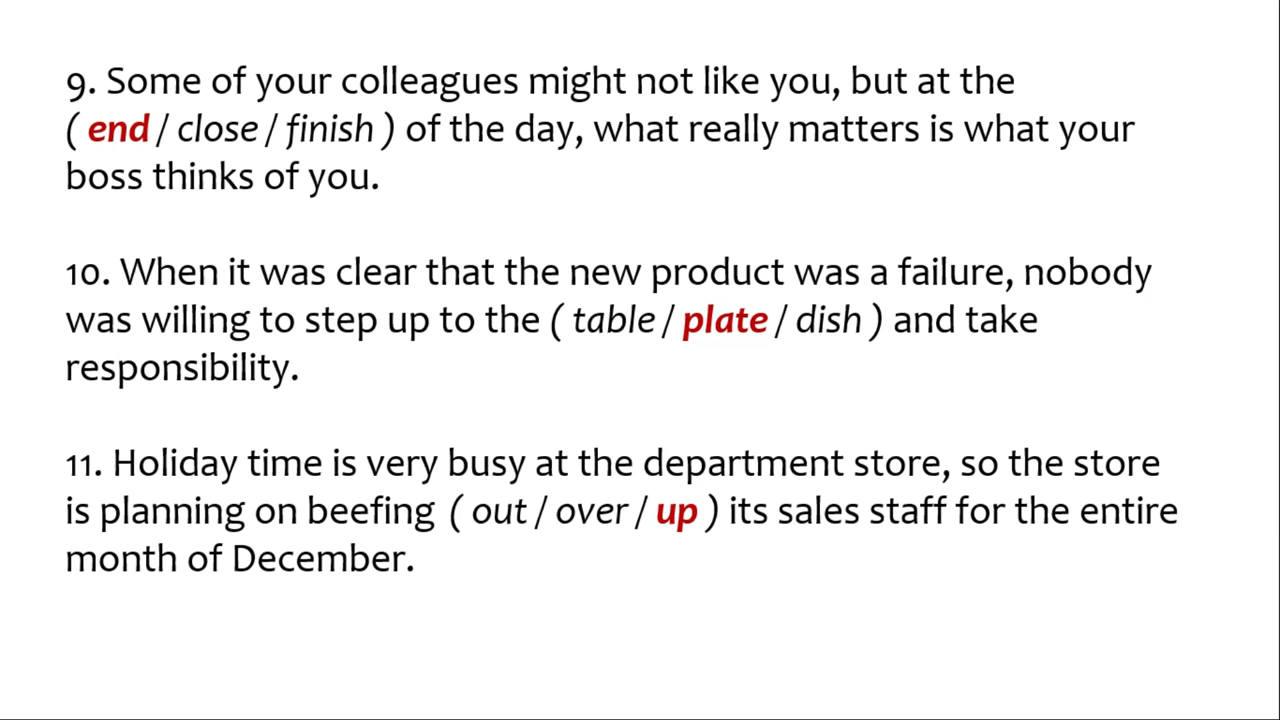 9. Some of your colleagues might not like you, but at the
( end / close / finish ) of the day, what really matters is what your
boss thinks of you.
10. When it was clear that the new product was a failure, nobody
was willing to step up to the ( table / plate / dish ) and take
responsibility.
11. Holiday time is very busy at the department store, so the store
is planning on beefing ( out / over / up ) its sales staff for the entire
month of December.